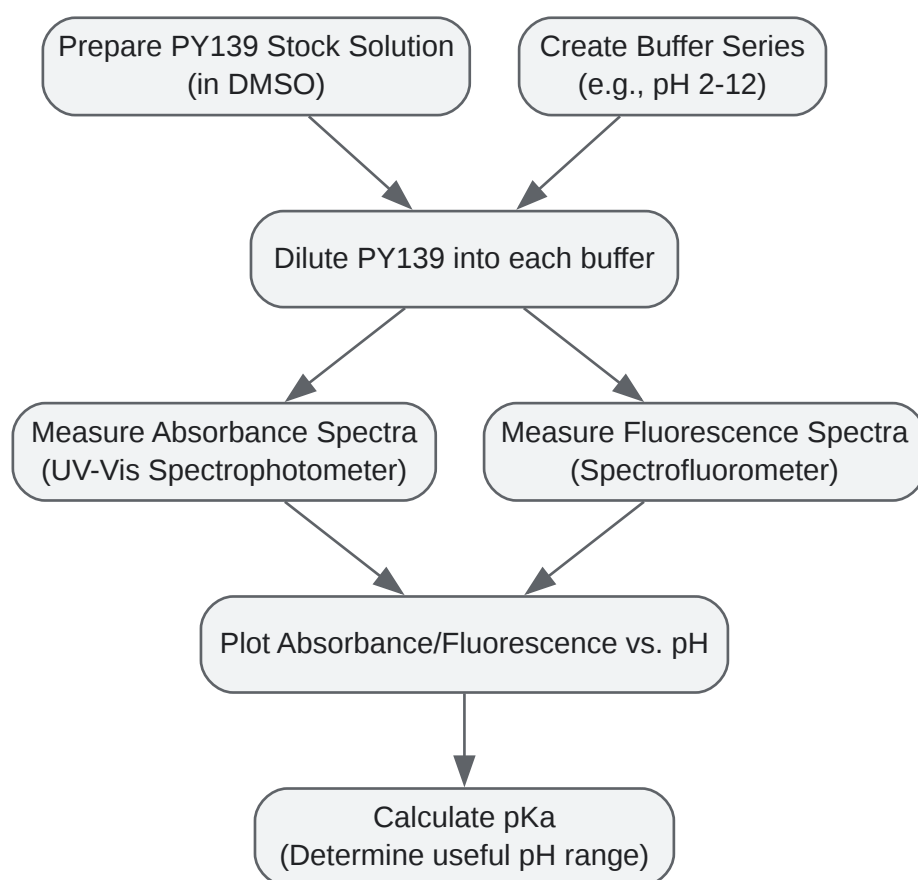 Prepare PY139 Stock Solution
(in DMSO)
Create Buffer Series
(e.g., pH 2-12)
Dilute PY139 into each buffer
Measure Absorbance Spectra
(UV-Vis Spectrophotometer)
Measure Fluorescence Spectra
(Spectrofluorometer)
Plot Absorbance/Fluorescence vs. pH
Calculate pKa
(Determine useful pH range)